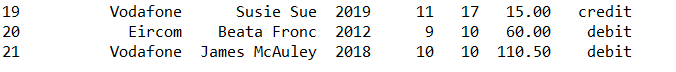 19 Vodafone Susie Sue 2019 11 17 15.00 credit
20 Eircom Beata Fronc 2012 9 10 60.00 debit
21 Vodafone James McAuley 2018 10 10 110.50 debit